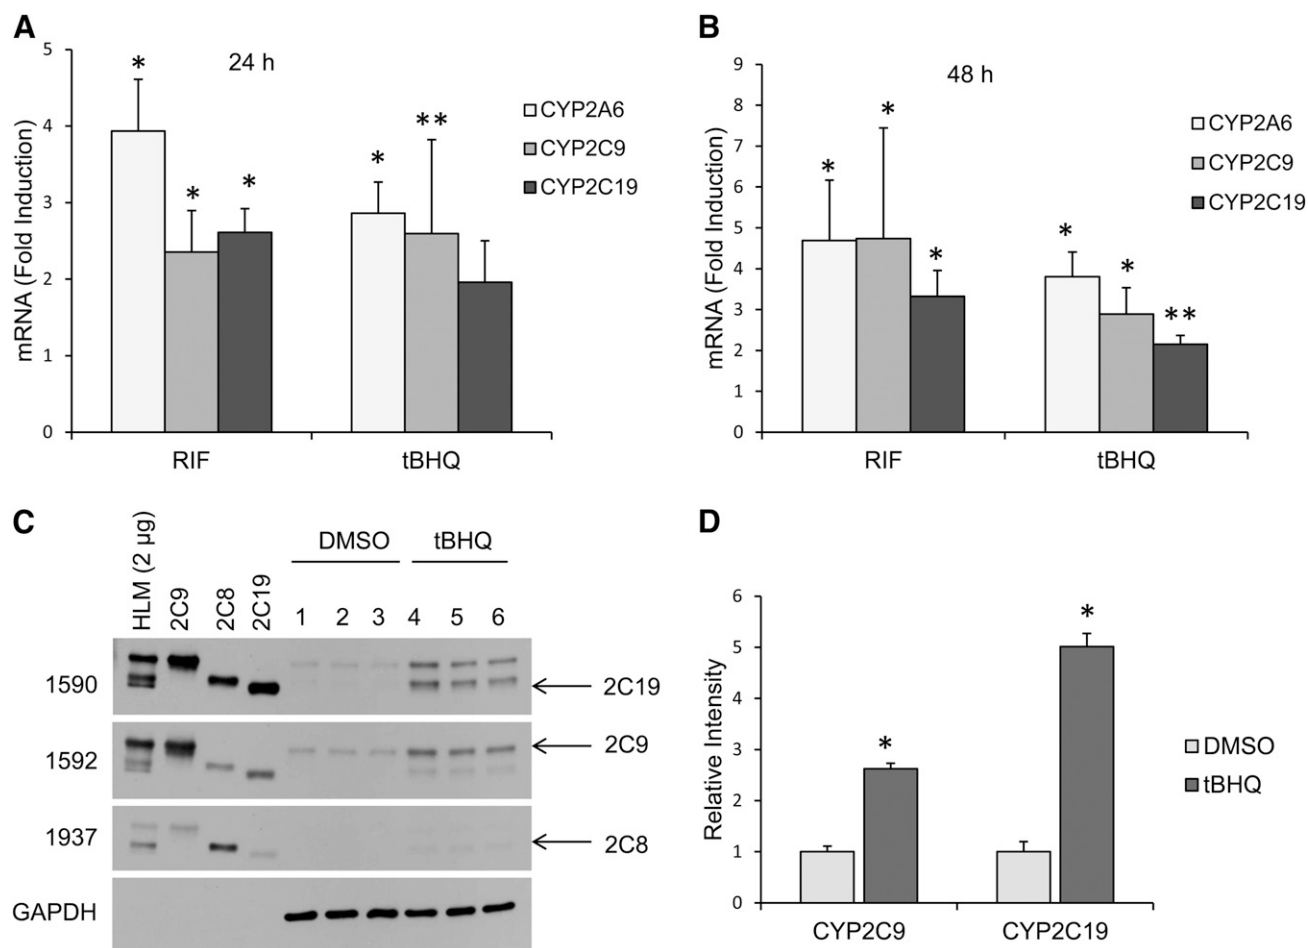 A
24 h
mRNA (Fold Induction)
5
4
3
2
1
0
*
*
*
*
**
CYP2A6
CYP2C9
CYP2C19
RIF
tBHQ
B
48 h
mRNA (Fold Induction)
9
8
7
6
5
4
3
2
1
0
*
*
*
*
*
**
CYP2A6
CYP2C9
CYP2C19
RIF
tBHQ
C
HLM (2 µg)
2C9
2C8
2C19
DMSO
tBHQ
1 2 3 4 5 6
1590
2C19
1592
2C9
1937
2C8
GAPDH
D
Relative Intensity
6
5
4
3
2
1
0
*
*
DMSO
tBHQ
CYP2C9
CYP2C19